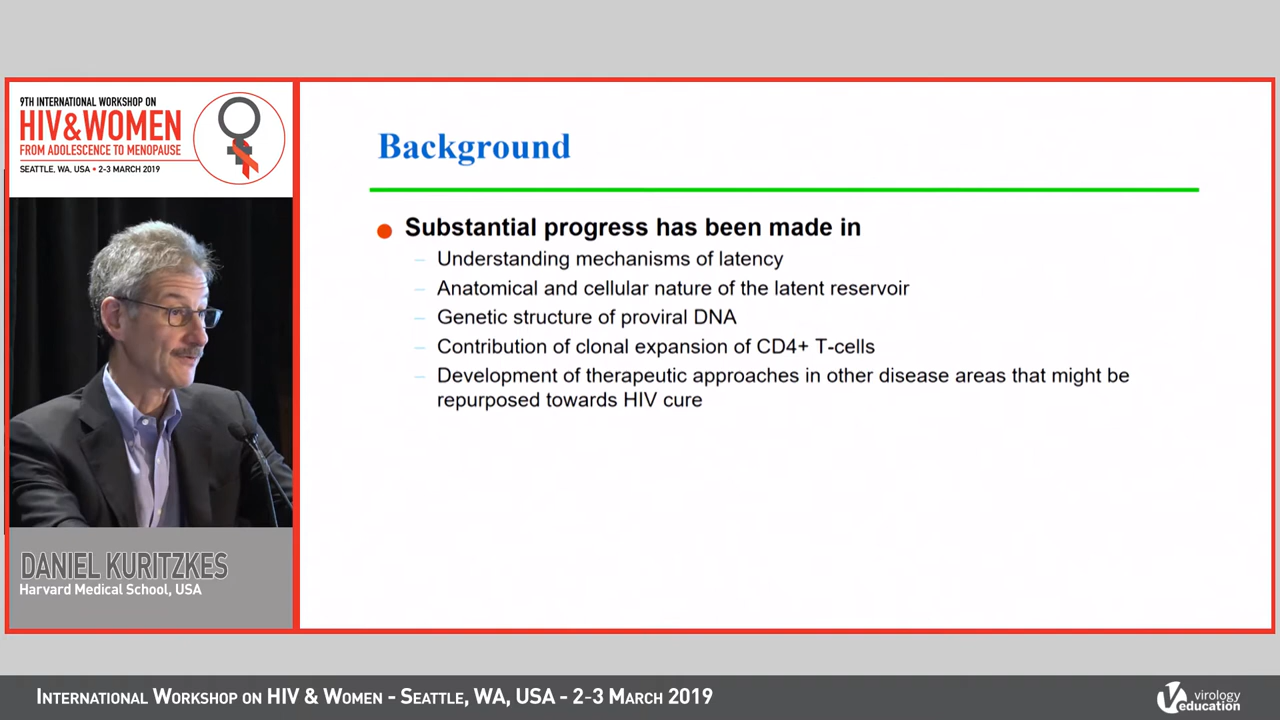 9TH INTERNATIONAL WORKSHOP ON
HIV&WOMEN
FROM ADOLESCENCE TO MENOPAUSE
SEATTLE, WA, USA • 2-3 MARCH 2019
Background
Substantial progress has been made in
– Understanding mechanisms of latency
– Anatomical and cellular nature of the latent reservoir
– Genetic structure of proviral DNA
– Contribution of clonal expansion of CD4+ T-cells
– Development of therapeutic approaches in other disease areas that might be
repurposed towards HIV cure
DANIEL KURITZKES
Harvard Medical School, USA
INTERNATIONAL WORKSHOP ON HIV & WOMEN - SEATTLE, WA, USA - 2-3 MARCH 2019
virology
education